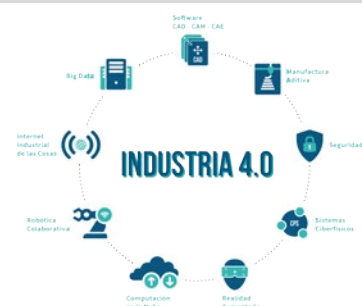 Software
CAD - CAM - CAE
CAD
Big Data
Manufactura
Aditiva
Internet
Industrial
de las Cosas
Seguridad
INDUSTRIA 4.0
Robótica
Colaborativa
CPS
Sistemas
Ciberfísicos
Computación
Realidad